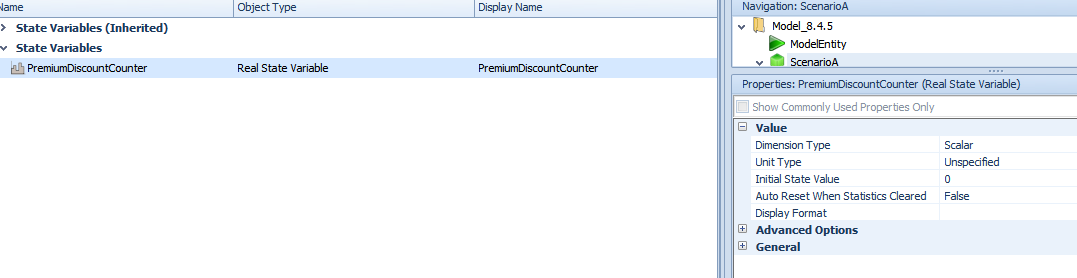 Name Object Type Display Name
State Variables (Inherited)
State Variables
PremiumDiscountCounter Real State Variable PremiumDiscountCounter
Navigation: ScenarioA
Model_8.4.5
ModelEntity
ScenarioA
Properties: PremiumDiscountCounter (Real State Variable)
Show Commonly Used Properties Only
Value
Dimension Type Scalar
Unit Type Unspecified
Initial State Value 0
Auto Reset When Statistics Cleared False
Display Format
Advanced Options
General